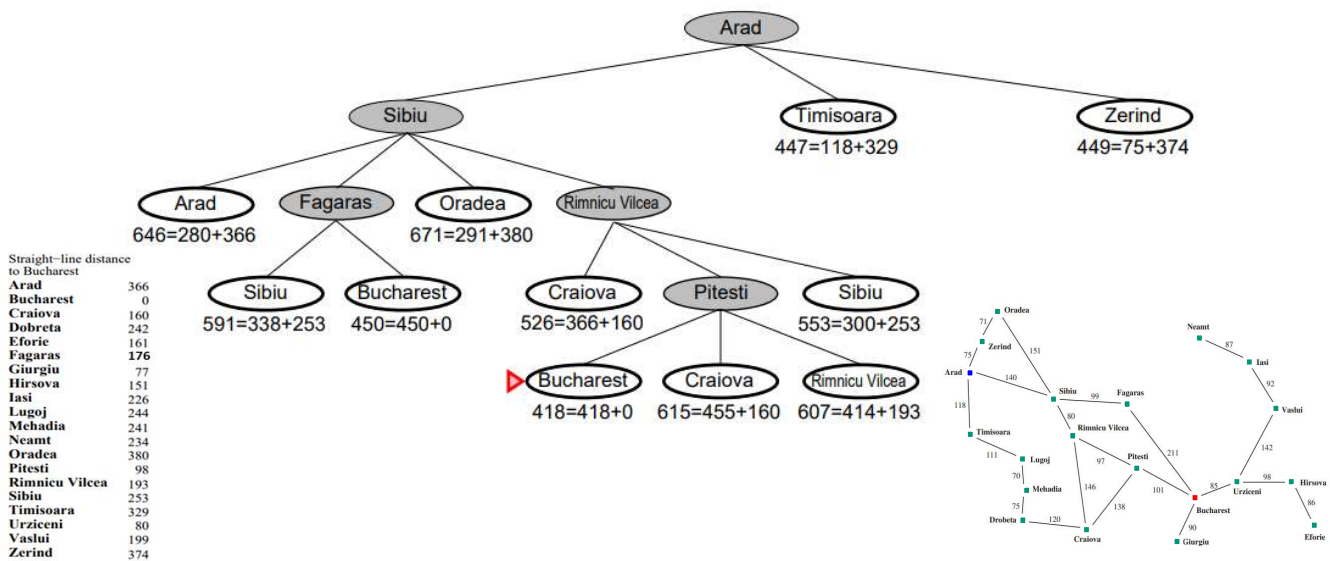 Arad
Sibiu
Timisoara
Zerind
447=118+329
449=75+374
Arad
Fagaras
Oradea
Rimnicu Vilcea
646=280+366
671=291+380
Sibiu
Bucharest
Craiova
Pitesti
Sibiu
591=338+253
450=450+0
526=366+160
553=300+253
Bucharest
Craiova
Rimnicu Vilcea
418=418+0
615=455+160
607=414+193
Straight−line distance
to Bucharest
Arad 366
Bucharest 0
Craiova 160
Dobreta 242
Eforie 161
Fagaras 176
Giurgiu 77
Hirsova 151
Iasi 226
Lugoj 244
Mehadia 241
Neamt 234
Oradea 380
Pitesti 98
Rimnicu Vilcea 193
Sibiu 253
Timisoara 329
Urziceni 80
Vaslui 199
Zerind 374
Oradea
71
Neamt
Zerind
87
75
151
Iasi
Arad
140
92
Sibiu
99
Fagaras
118
80
Vaslui
Rimnicu Vilcea
Timisoara
142
111
Lugoj
97
Pitesti
211
70
98
Hirsova
146
101
85
Urziceni
Mehadia
86
75
138
Bucharest
Drobeta
120
90
Craiova
Giurgiu
Eforie